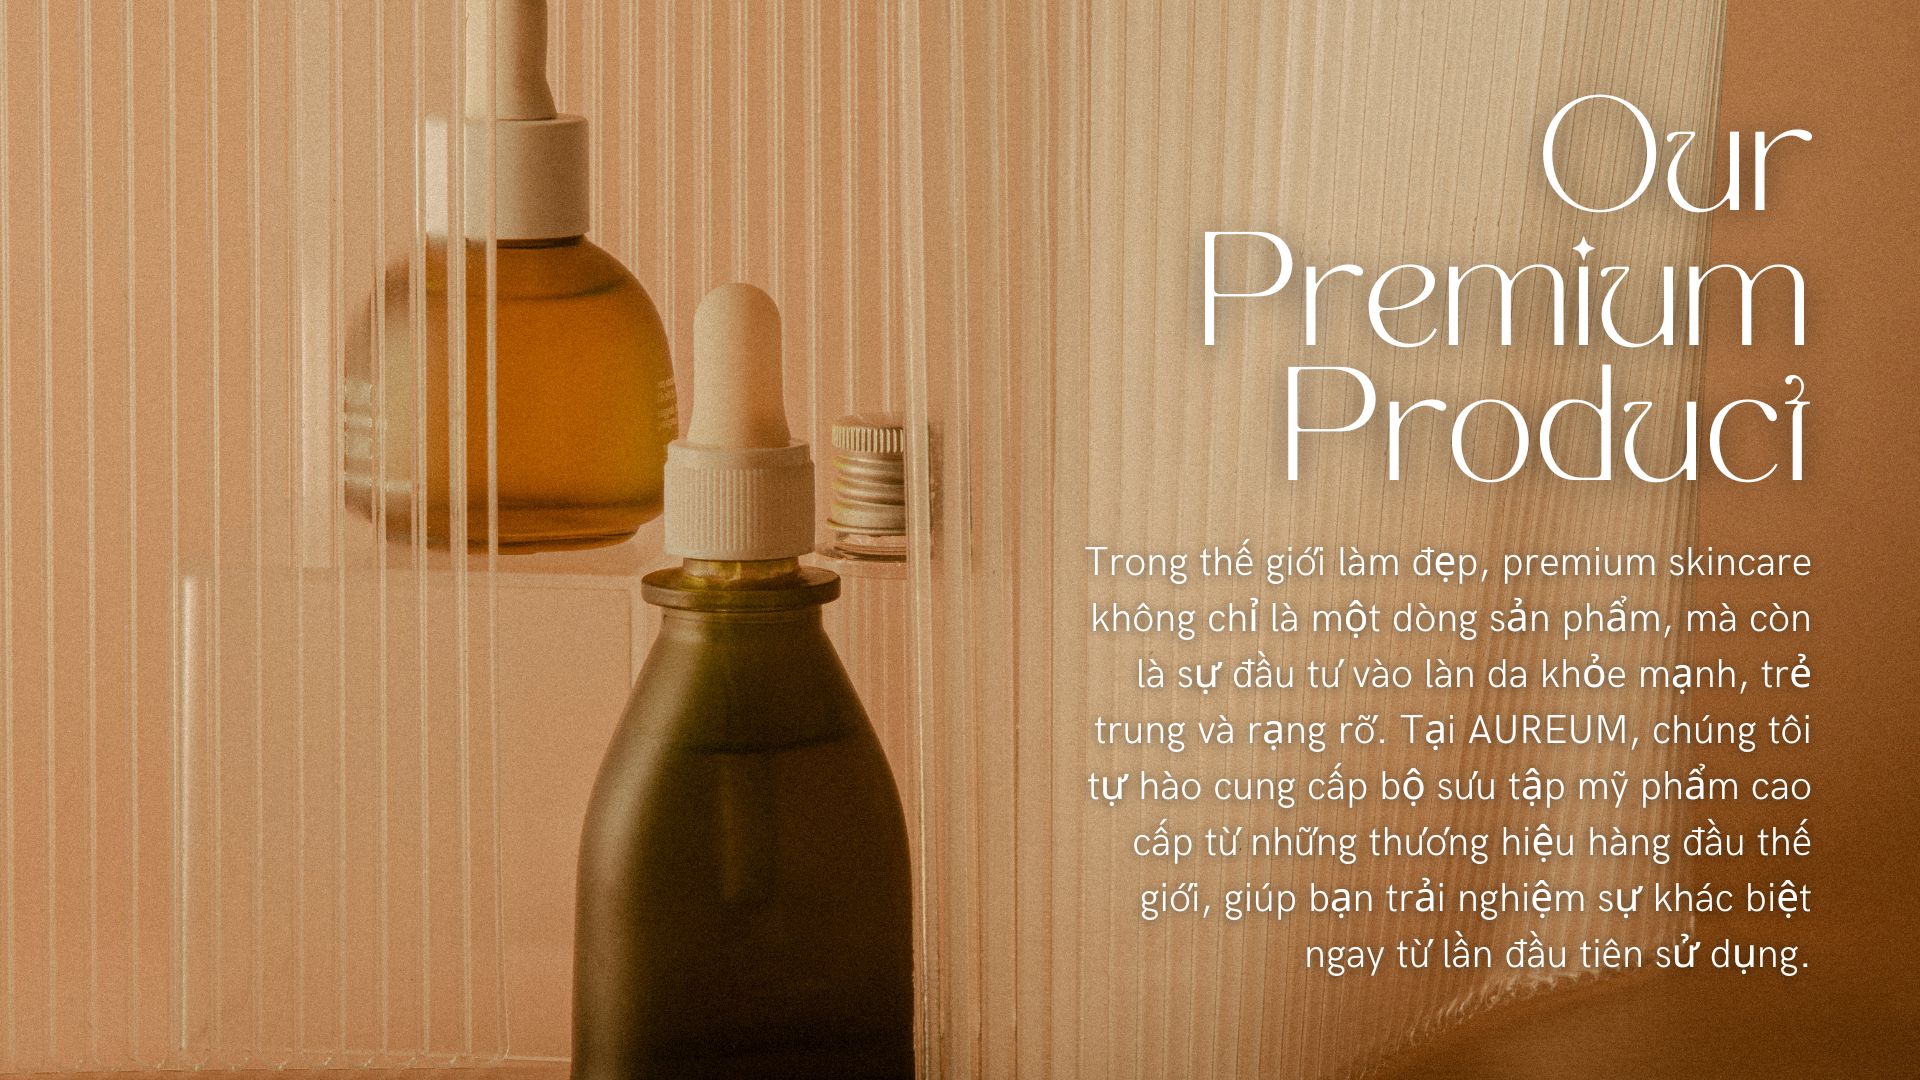 Our
Premium
Product
Trong thế giới làm đẹp, premium skincare
không chỉ là một dòng sản phẩm, mà còn
là sự đầu tư vào làn da khỏe mạnh, trẻ
trung và rạng rỡ. Tại AUREUM, chúng tôi
tự hào cung cấp bộ sưu tập mỹ phẩm cao
cấp từ những thương hiệu hàng đầu thế
giới, giúp bạn trải nghiệm sự khác biệt
ngay từ lần đầu tiên sử dụng.